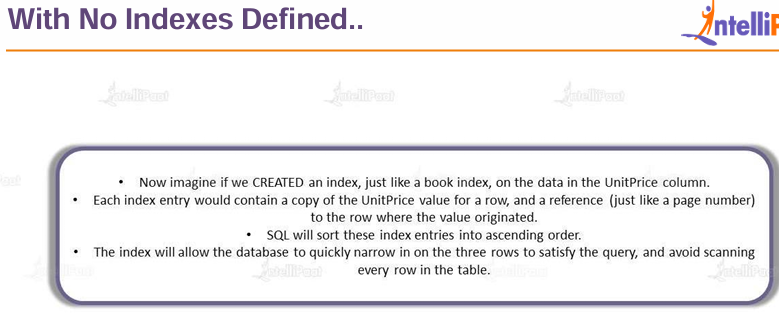 With No Indexes Defined..
ntelliP
• Now imagine if we CREATED an index, just like a book index, on the data in the UnitPrice column.
• Each index entry would contain a copy of the UnitPrice value for a row, and a reference (just like a page number)
to the row where the value originated.
• SQL will sort these index entries into ascending order.
• The index will allow the database to quickly narrow in on the three rows to satisfy the query, and avoid scanning
every row in the table.